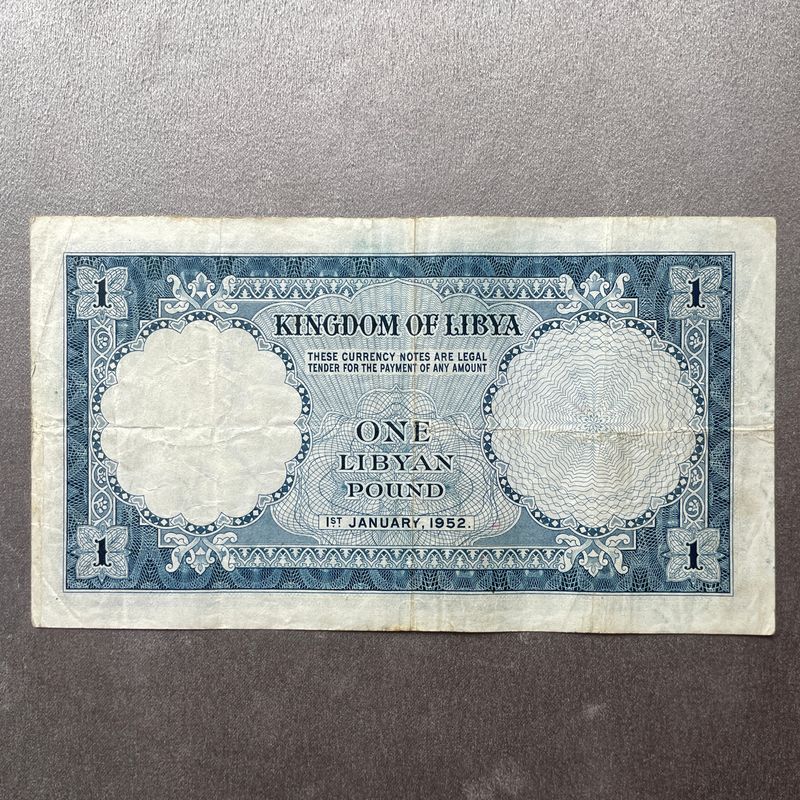 1 1
KINGDOM OF LIBYA
THESE CURRENCY NOTES ARE LEGAL
TENDER FOR THE PAYMENT OF ANY AMOUNT
ONE
LIBYAN
POUND
1ST JANUARY, 1952.
1 1